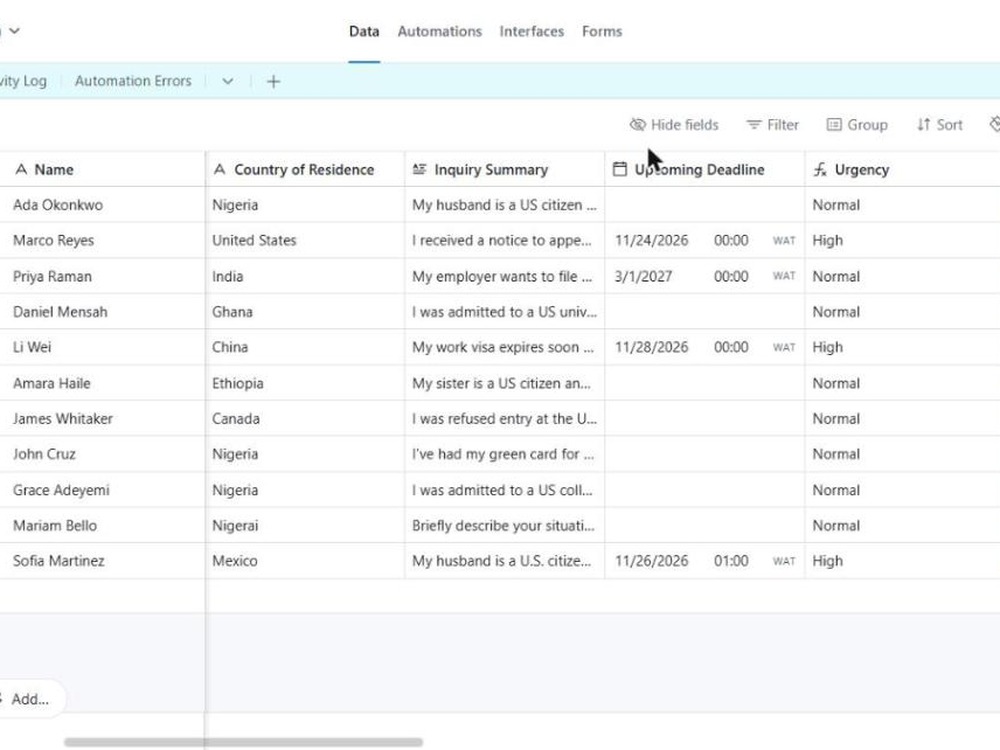 Data Automations Interfaces Forms
Automation Errors
Hide fields Filter Group Sort
Name Country of Residence Inquiry Summary Upcoming Deadline Urgency
Ada Okonkwo Nigeria My husband is a US citizen ... Normal
Marco Reyes United States I received a notice to appe... 11/24/2026 00:00 WAT High
Priya Raman India My employer wants to file ... 3/1/2027 00:00 WAT Normal
Daniel Mensah Ghana I was admitted to a US univ... Normal
Li Wei China My work visa expires soon ... 11/28/2026 00:00 WAT High
Amara Haile Ethiopia My sister is a US citizen an... Normal
James Whitaker Canada I was refused entry at the U... Normal
John Cruz Nigeria I've had my green card for ... Normal
Grace Adeyemi Nigeria I was admitted to a US coll... Normal
Mariam Bello Nigerai Briefly describe your situati... Normal
Sofia Martinez Mexico My husband is a U.S. citize... 11/26/2026 01:00 WAT High
Add...